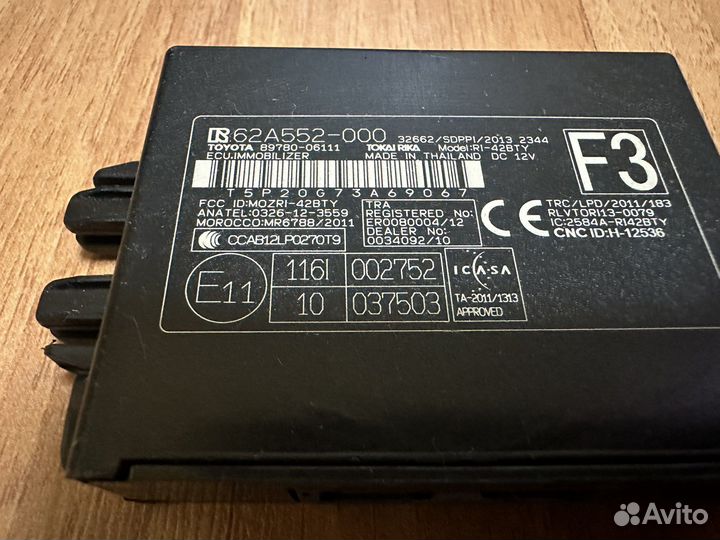 62A552-000 32662/SDPPI/2013 2344
TOYOTA 89780-06111 TOKAI RIKA Model:RI-42BTY
ECU.IMMOBILIZER MADE IN THAILAND DC 12V
F3
T5P20G73A69067
FCC ID:MOZRI-42BTY
ANATEL:0326-12-3559
MOROCCO:MR6788/2011
CCAB12LP0270T9
TRA
REGISTERED No:
ER0080004/12
DEALER No:
0034092/10
CE
TRC/LPD/2011/183
RLVTORI13-0079
IC:2584A-RI42BTY
CNC ID:H-12536
E11
116I 002752
10 037503
ICASA
TA-2011/1313
APPROVED
Avito